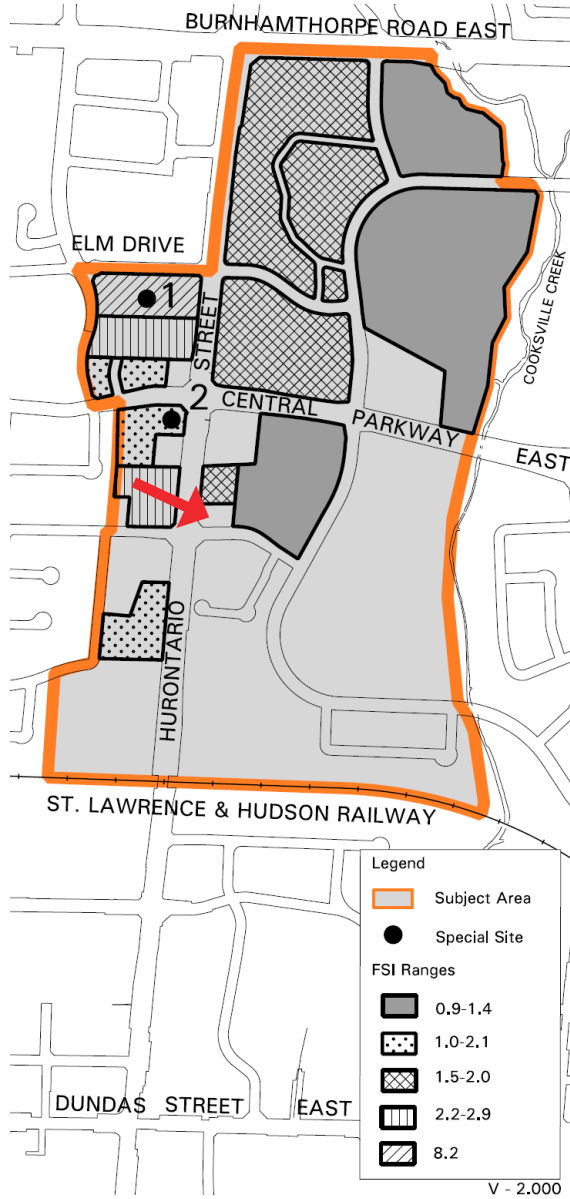 BURNHAMTHORPE ROAD EAST
ELM DRIVE
1
STREET
COOKSVILLE CREEK
2
CENTRAL PARKWAY EAST
HURONTARIO
ST. LAWRENCE & HUDSON RAILWAY
Legend
Subject Area
Special Site
FSI Ranges
0.9-1.4
1.0-2.1
1.5-2.0
2.2-2.9
8.2
DUNDAS STREET EAST
V - 2.000